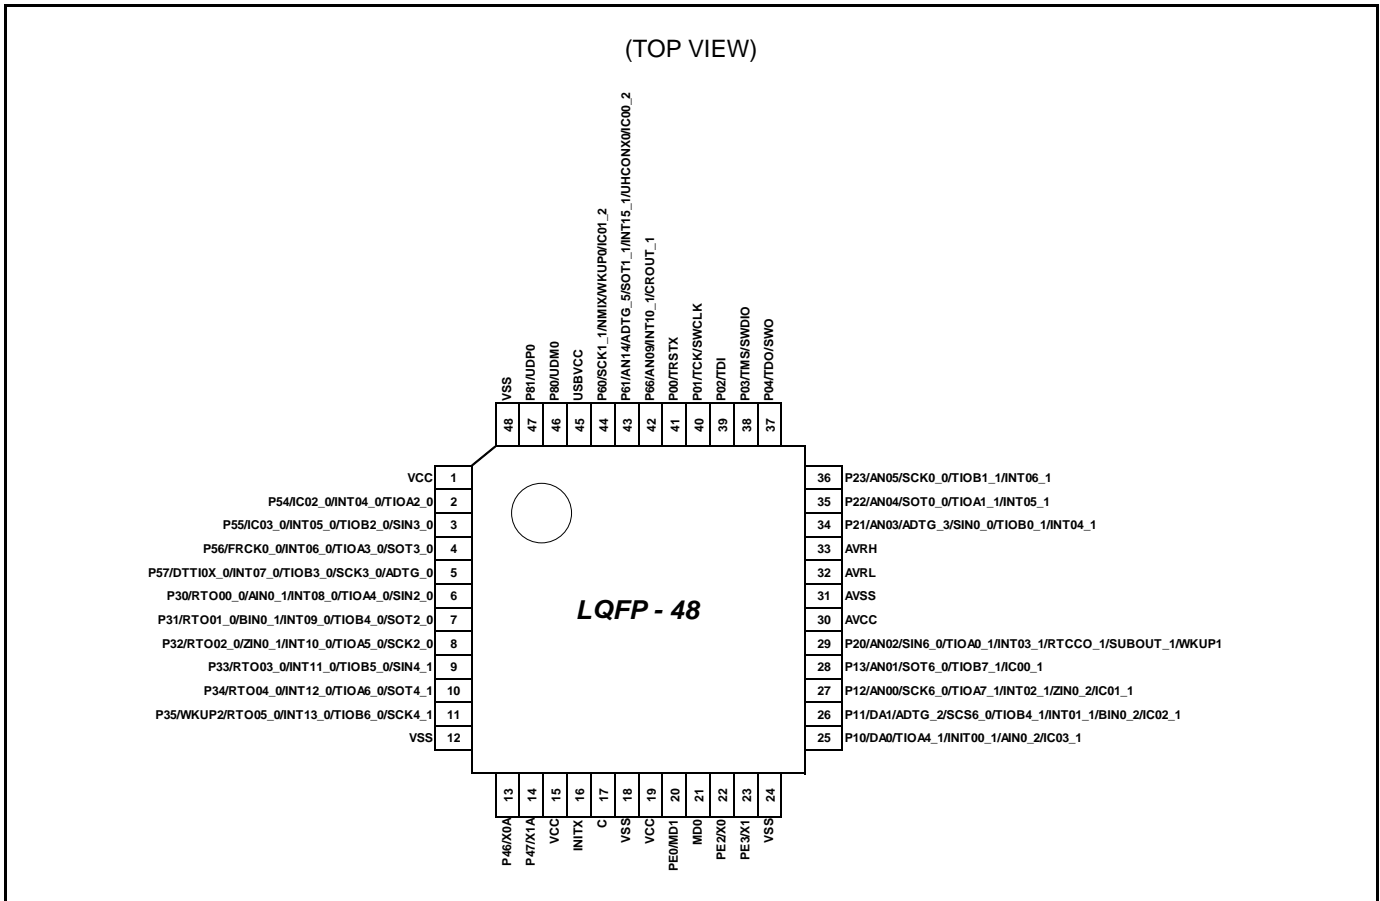 (TOP VIEW)
VSS
P81/UDP0
P80/UDM0
USBVCC
P60/SCK1_1/NMIX/WKUP0/IC01_2
P61/AN14/ADTG_5/SOT1_1/INT15_1/UHCONX0/IC00_2
P66/AN09/INT10_1/CROUT_1
P00/TRSTX
P01/TCK/SWCLK
P02/TDI
P03/TMS/SWDIO
P04/TDO/SWO
48
47
46
45
44
43
42
41
40
39
38
37
VCC 1
P54/IC02_0/INT04_0/TIOA2_0 2
P55/IC03_0/INT05_0/TIOB2_0/SIN3_0 3
P56/FRCK0_0/INT06_0/TIOA3_0/SOT3_0 4
P57/DTTI0X_0/INT07_0/TIOB3_0/SCK3_0/ADTG_0 5
P30/RTO00_0/AIN0_1/INT08_0/TIOA4_0/SIN2_0 6
P31/RTO01_0/BIN0_1/INT09_0/TIOB4_0/SOT2_0 7
P32/RTO02_0/ZIN0_1/INT10_0/TIOA5_0/SCK2_0 8
P33/RTO03_0/INT11_0/TIOB5_0/SIN4_1 9
P34/RTO04_0/INT12_0/TIOA6_0/SOT4_1 10
P35/WKUP2/RTO05_0/INT13_0/TIOB6_0/SCK4_1 11
VSS 12
LQFP - 48
36 P23/AN05/SCK0_0/TIOB1_1/INT06_1
35 P22/AN04/SOT0_0/TIOA1_1/INT05_1
34 P21/AN03/ADTG_3/SIN0_0/TIOB0_1/INT04_1
33 AVRH
32 AVRL
31 AVSS
30 AVCC
29 P20/AN02/SIN6_0/TIOA0_1/INT03_1/RTCCO_1/SUBOUT_1/WKUP1
28 P13/AN01/SOT6_0/TIOB7_1/IC00_1
27 P12/AN00/SCK6_0/TIOA7_1/INT02_1/ZIN0_2/IC01_1
26 P11/DA1/ADTG_2/SCS6_0/TIOB4_1/INT01_1/BIN0_2/IC02_1
25 P10/DA0/TIOA4_1/INIT00_1/AIN0_2/IC03_1
13
14
15
16
17
18
19
20
21
22
23
24
P46/X0A
P47/X1A
VCC
INITX
C
VSS
VCC
PE0/MD1
MD0
PE2/X0
PE3/X1
VSS